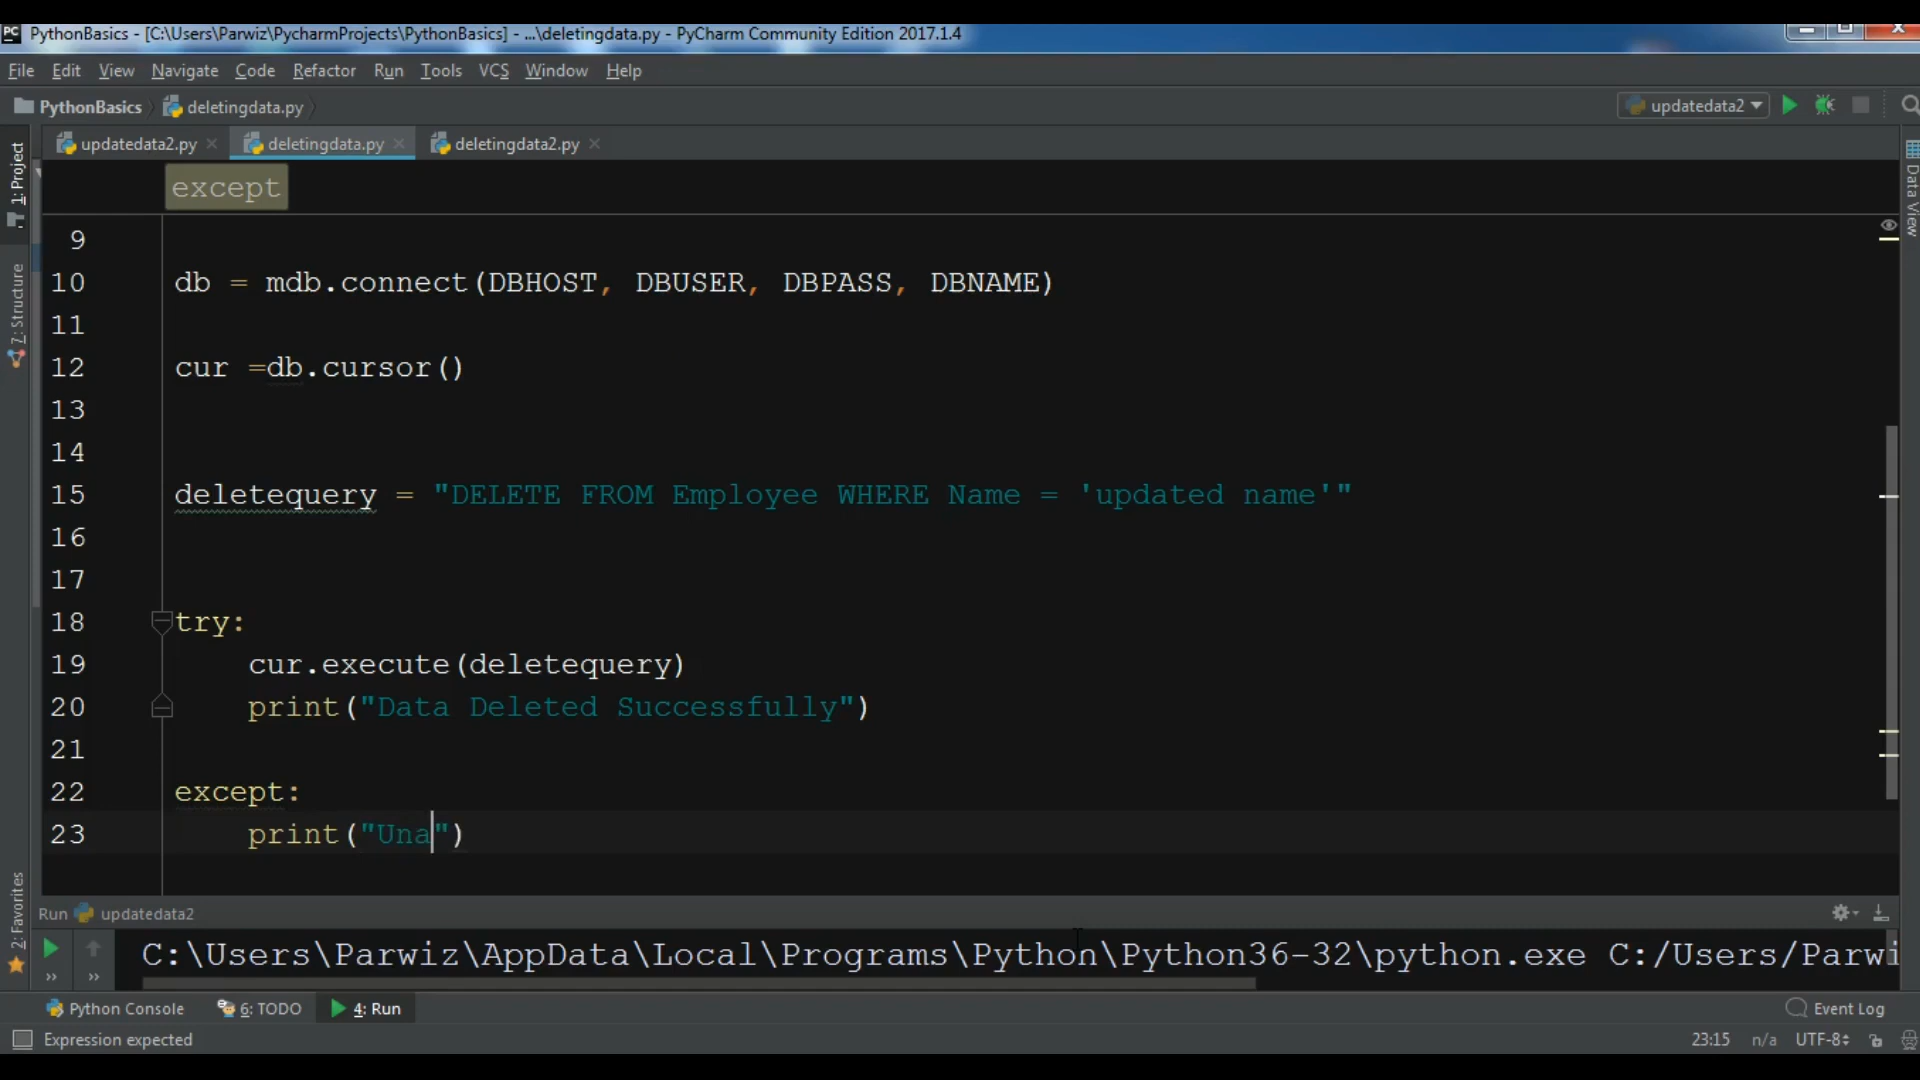 PC PythonBasics - [C:\Users\Parwiz\PycharmProjects\PythonBasics] - ...\deletingdata.py - PyCharm Community Edition 2017.1.4
File Edit View Navigate Code Refactor Run Tools VCS Window Help
PythonBasics deletingdata.py updatedata2
updatedata2.py deletingdata.py deletingdata2.py
1: Project
7: Structure
2: Favorites
Data View
except
9
10 db = mdb.connect(DBHOST, DBUSER, DBPASS, DBNAME)
11
12 cur =db.cursor()
13
14
15 deletequery = "DELETE FROM Employee WHERE Name = 'updated name'"
16
17
18 try:
19 cur.execute(deletequery)
20 print("Data Deleted Successfully")
21
22 except:
23 print("Una")
Run updatedata2
C:\Users\Parwiz\AppData\Local\Programs\Python\Python36-32\python.exe C:/Users/Parwi
Python Console 6: TODO 4: Run Event Log
Expression expected 23:15 n/a UTF-8